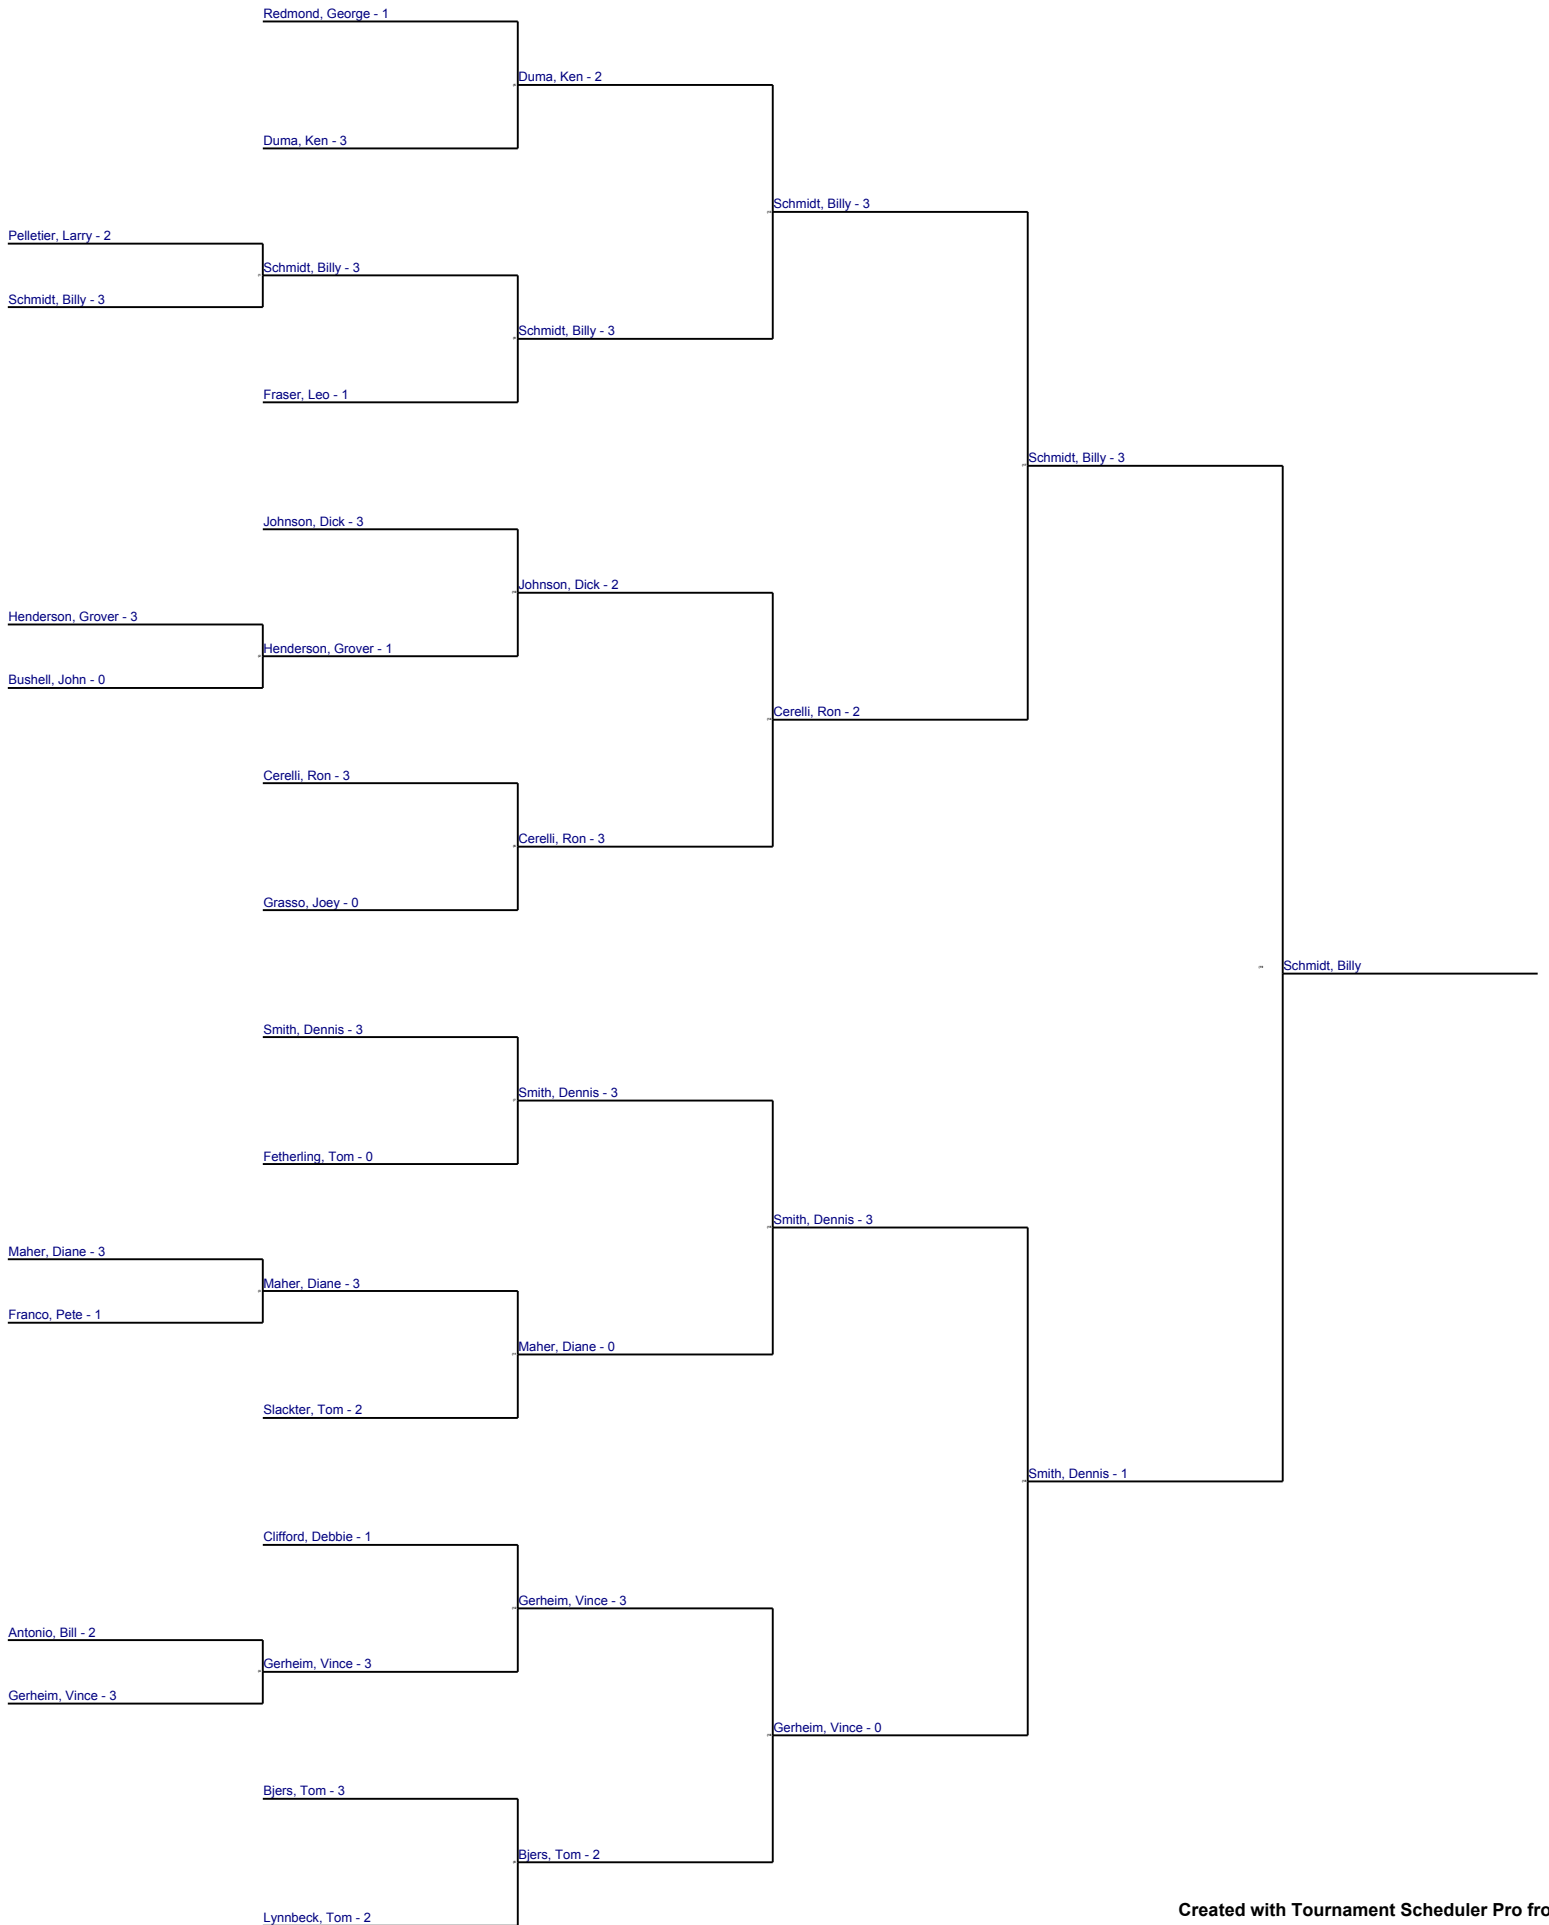 Redmond, George - 1
Duma, Ken - 2
Duma, Ken - 3
Schmidt, Billy - 3
Pelletier, Larry - 2
Schmidt, Billy - 3
Schmidt, Billy - 3
Schmidt, Billy - 3
Fraser, Leo - 1
Schmidt, Billy - 3
Johnson, Dick - 3
Johnson, Dick - 2
Henderson, Grover - 3
Henderson, Grover - 1
Bushell, John - 0
Cerelli, Ron - 2
Cerelli, Ron - 3
Cerelli, Ron - 3
Grasso, Joey - 0
Schmidt, Billy
Smith, Dennis - 3
Smith, Dennis - 3
Fetherling, Tom - 0
Smith, Dennis - 3
Maher, Diane - 3
Maher, Diane - 3
Franco, Pete - 1
Maher, Diane - 0
Slackter, Tom - 2
Smith, Dennis - 1
Clifford, Debbie - 1
Gerheim, Vince - 3
Antonio, Bill - 2
Gerheim, Vince - 3
Gerheim, Vince - 3
Gerheim, Vince - 0
Bjers, Tom - 3
Bjers, Tom - 2
Created with Tournament Scheduler Pro fro
Lynnbeck, Tom - 2